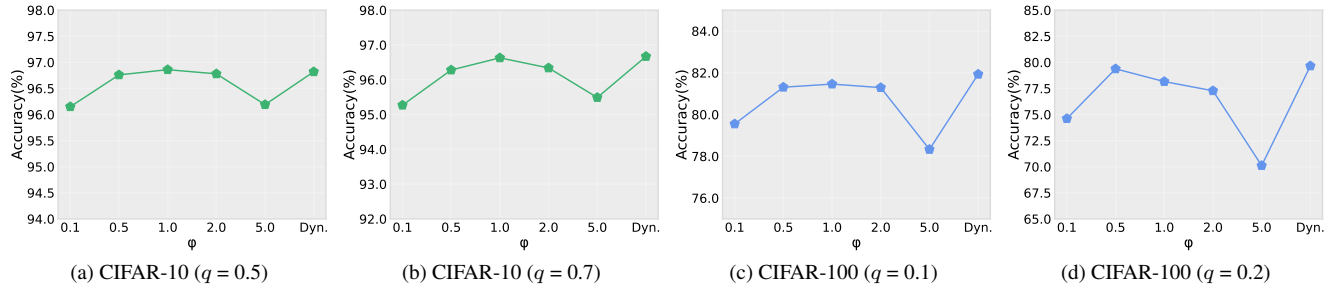 98.0
97.5
97.0
96.5
96.0
95.5
95.0
94.5
94.0
Accuracy(%)
0.1 0.5 1.0 2.0 5.0 Dyn.
φ
(a) CIFAR-10 (q = 0.5)
98.0
97.0
96.0
95.0
94.0
93.0
92.0
Accuracy(%)
0.1 0.5 1.0 2.0 5.0 Dyn.
φ
(b) CIFAR-10 (q = 0.7)
84.0
82.0
80.0
78.0
76.0
Accuracy(%)
0.1 0.5 1.0 2.0 5.0 Dyn.
φ
(c) CIFAR-100 (q = 0.1)
85.0
82.5
80.0
77.5
75.0
72.5
70.0
67.5
65.0
Accuracy(%)
0.1 0.5 1.0 2.0 5.0 Dyn.
φ
(d) CIFAR-100 (q = 0.2)